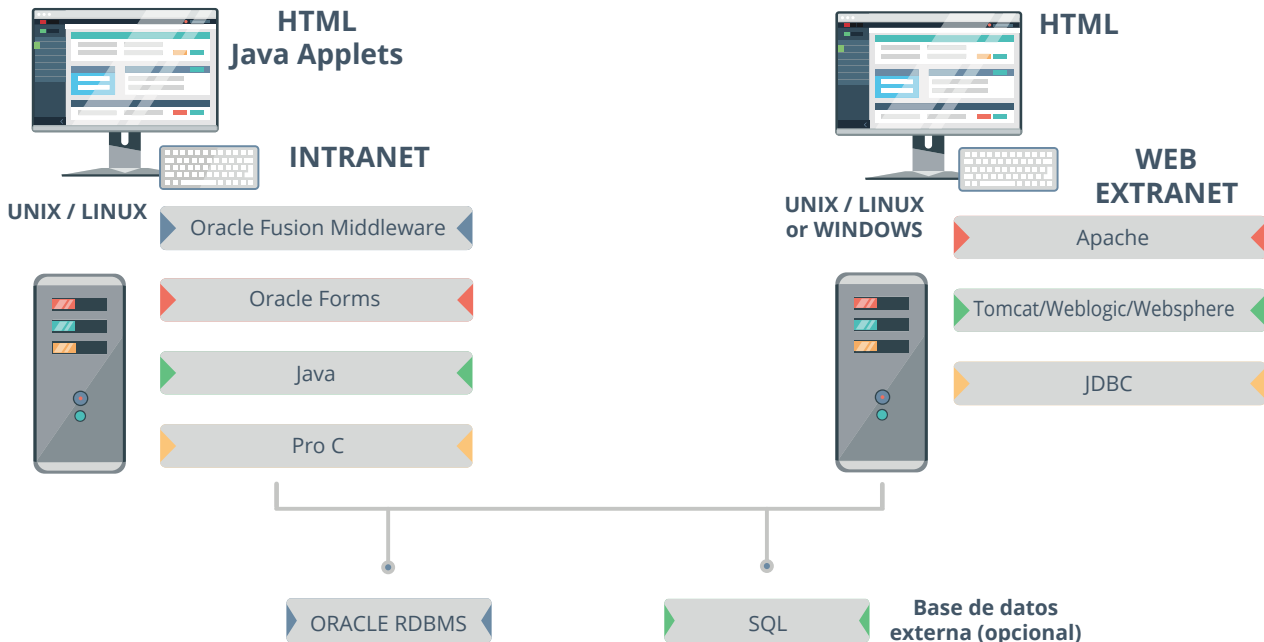 HTML
Java Applets
INTRANET
UNIX / LINUX
Oracle Fusion Middleware
Oracle Forms
Java
Pro C
HTML
WEB
EXTRANET
UNIX / LINUX
or WINDOWS
Apache
Tomcat/Weblogic/Websphere
JDBC
ORACLE RDBMS
SQL
Base de datos
externa (opcional)